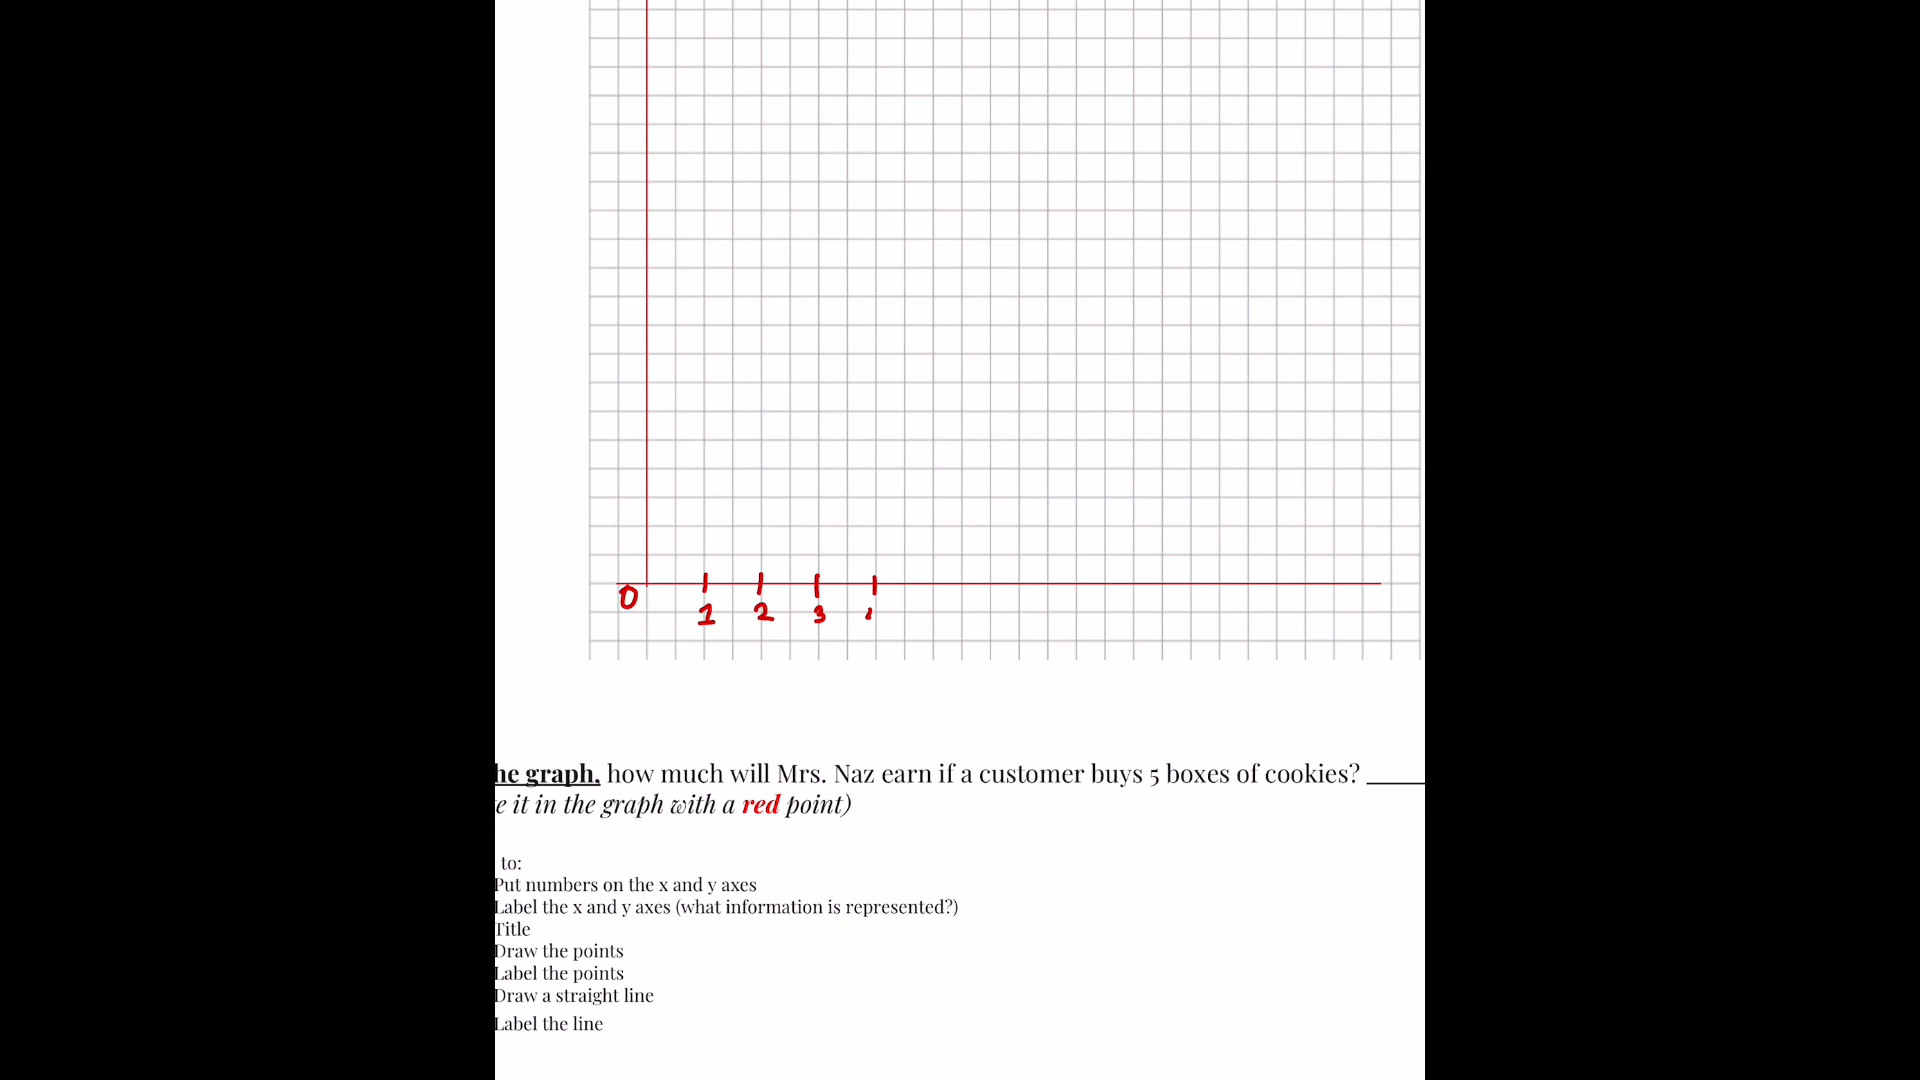 0
1 2 3
he graph, how much will Mrs. Naz earn if a customer buys 5 boxes of cookies?
e it in the graph with a red point)
to:
Put numbers on the x and y axes
Label the x and y axes (what information is represented?)
Title
Draw the points
Label the points
Draw a straight line
Label the line